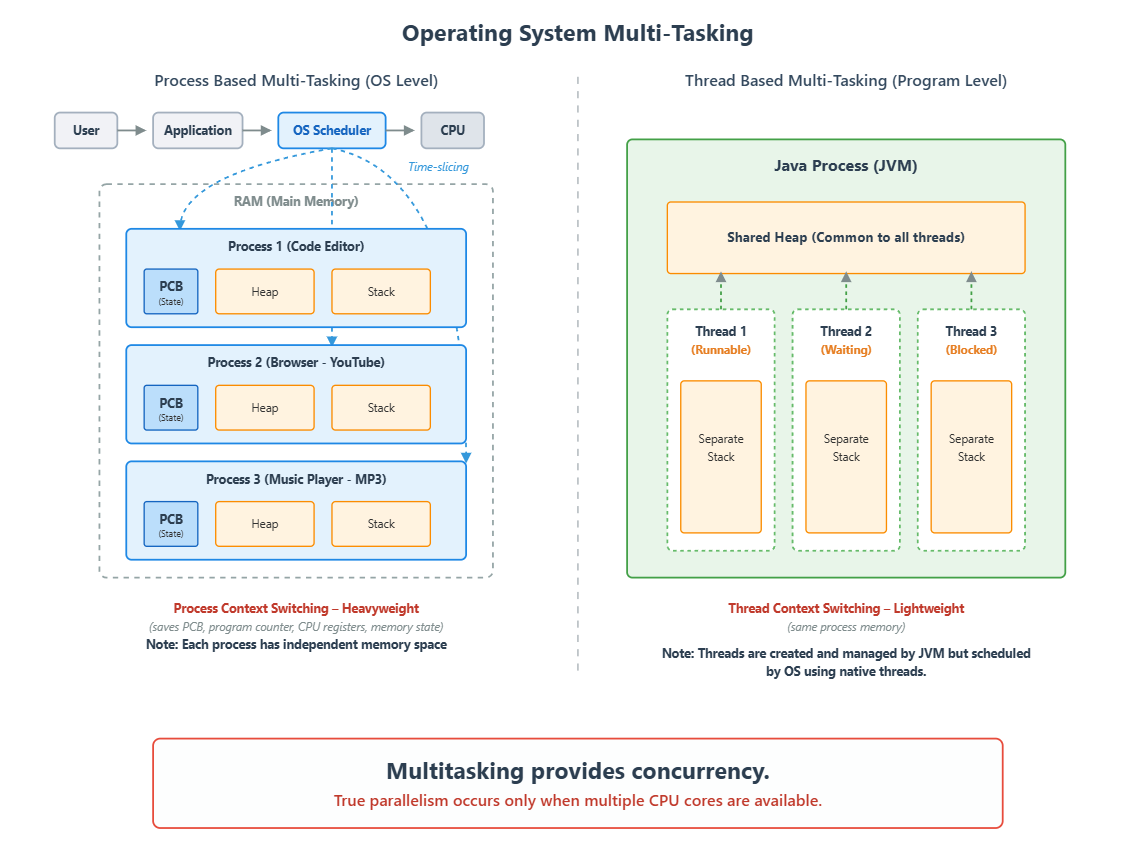 Operating System Multi-Tasking
Process Based Multi-Tasking (OS Level)
User
Application
OS Scheduler
CPU
Time-slicing
RAM (Main Memory)
Process 1 (Code Editor)
PCB
(State)
Heap
Stack
Process 2 (Browser - YouTube)
PCB
(State)
Heap
Stack
Process 3 (Music Player - MP3)
PCB
(State)
Heap
Stack
Process Context Switching – Heavyweight
(saves PCB, program counter, CPU registers, memory state)
Note: Each process has independent memory space
Thread Based Multi-Tasking (Program Level)
Java Process (JVM)
Shared Heap (Common to all threads)
Thread 1
(Runnable)
Separate
Stack
Thread 2
(Waiting)
Separate
Stack
Thread 3
(Blocked)
Separate
Stack
Thread Context Switching – Lightweight
(same process memory)
Note: Threads are created and managed by JVM but scheduled
by OS using native threads.
Multitasking provides concurrency.
True parallelism occurs only when multiple CPU cores are available.